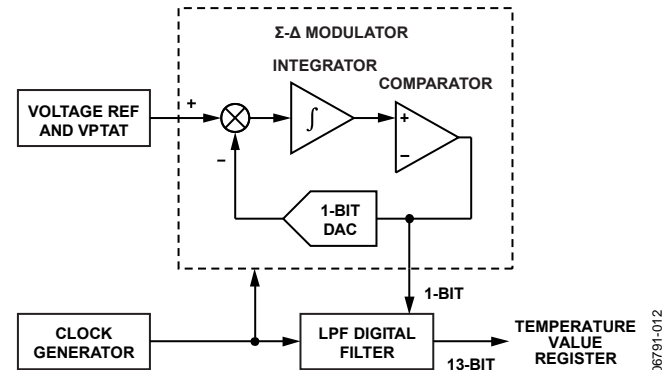 Σ-Δ MODULATOR
INTEGRATOR
COMPARATOR
VOLTAGE REF
AND VPTAT
+
−
∫
+
−
1-BIT
DAC
1-BIT
CLOCK
GENERATOR
LPF DIGITAL
FILTER
13-BIT
TEMPERATURE
VALUE
REGISTER
06791-012